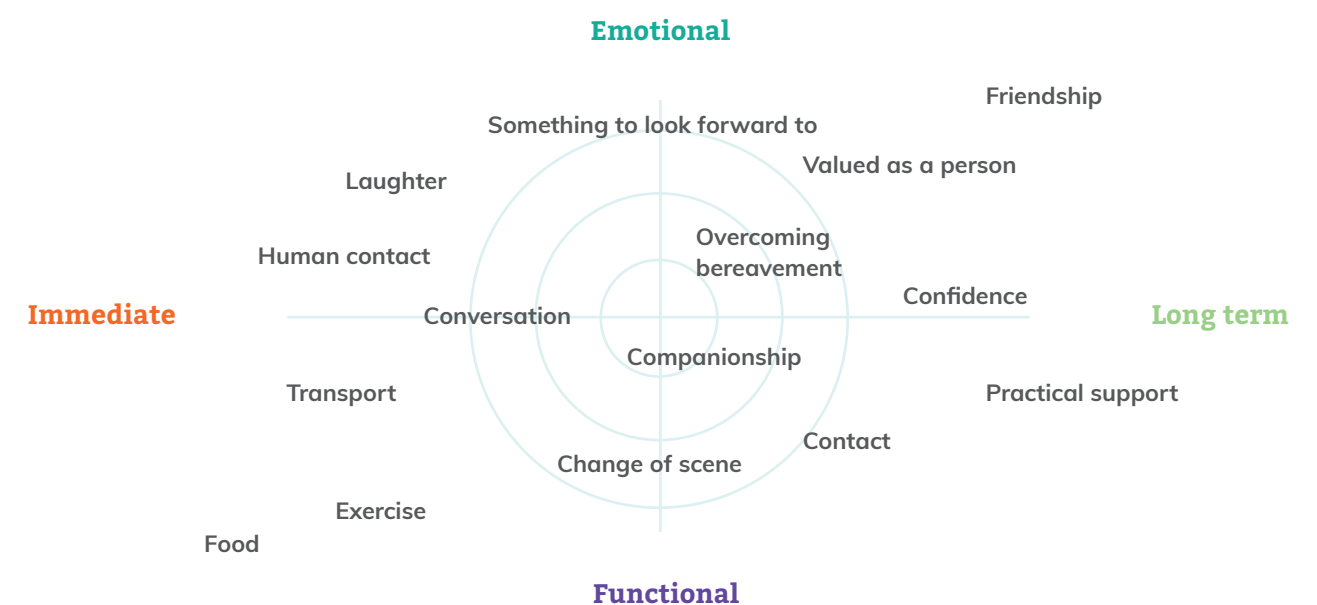 Emotional
Friendship
Something to look forward to
Valued as a person
Laughter
Overcoming
bereavement
Human contact
Confidence
Immediate
Conversation
Long term
Companionship
Transport
Practical support
Contact
Change of scene
Exercise
Food
Functional